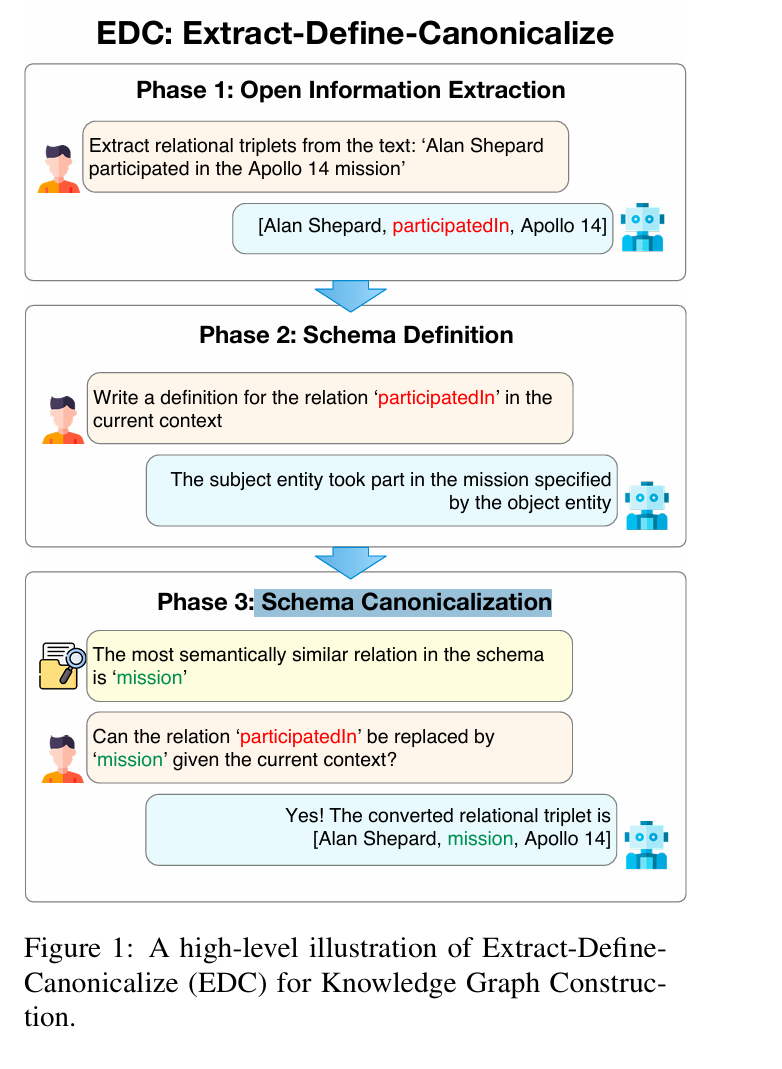 EDC: Extract-Define-Canonicalize
Phase 1: Open Information Extraction
Extract relational triplets from the text: ‘Alan Shepard
participated in the Apollo 14 mission’
[Alan Shepard, participatedIn, Apollo 14]
Phase 2: Schema Definition
Write a definition for the relation ‘participatedIn’ in the
current context
The subject entity took part in the mission specified
by the object entity
Phase 3: Schema Canonicalization
The most semantically similar relation in the schema
is ‘mission’
Can the relation ‘participatedIn’ be replaced by
‘mission’ given the current context?
Yes! The converted relational triplet is
[Alan Shepard, mission, Apollo 14]
Figure 1: A high-level illustration of Extract-Define-
Canonicalize (EDC) for Knowledge Graph Construc-
tion.